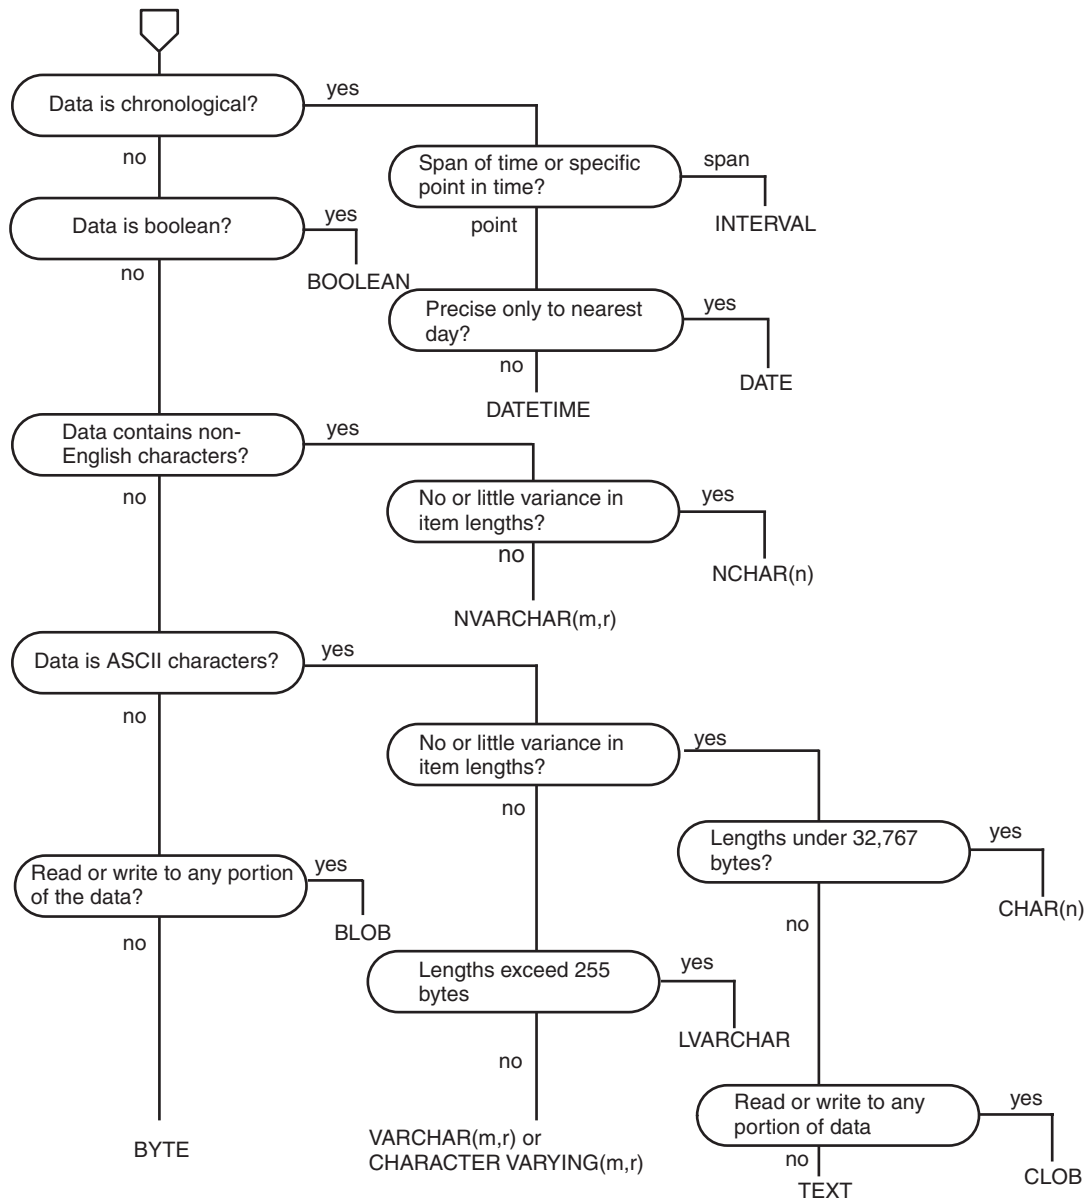 Data is chronological?
yes
no
Span of time or specific
point in time?
span
INTERVAL
point
Data is boolean?
yes
BOOLEAN
no
Precise only to nearest
day?
yes
DATE
no
DATETIME
Data contains non-
English characters?
yes
no
No or little variance in
item lengths?
yes
NCHAR(n)
no
NVARCHAR(m,r)
Data is ASCII characters?
yes
no
No or little variance in
item lengths?
yes
no
Lengths under 32,767
bytes?
yes
CHAR(n)
no
Read or write to any portion
of the data?
yes
BLOB
no
Lengths exceed 255
bytes
yes
LVARCHAR
no
Read or write to any
portion of data
yes
CLOB
no
TEXT
BYTE
VARCHAR(m,r) or
CHARACTER VARYING(m,r)